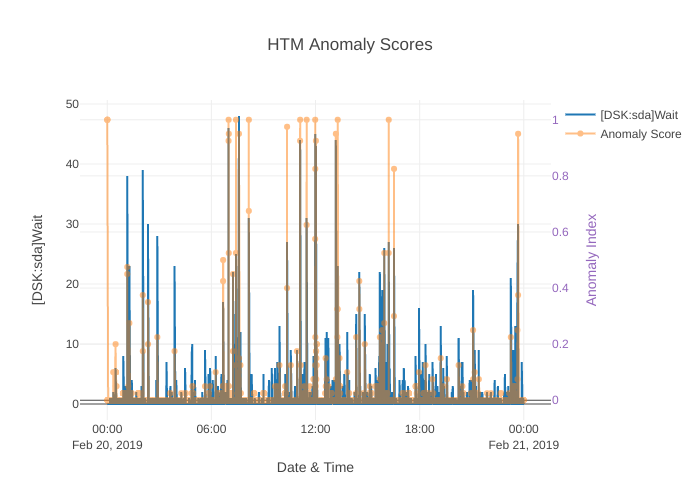 HTM Anomaly Scores
[DSK:sda]Wait
Anomaly Score
50
40
30
20
10
0
1
0.8
0.6
0.4
0.2
0
[DSK:sda]Wait
Anomaly Index
00:00
06:00
12:00
18:00
00:00
Feb 20, 2019
Feb 21, 2019
Date & Time